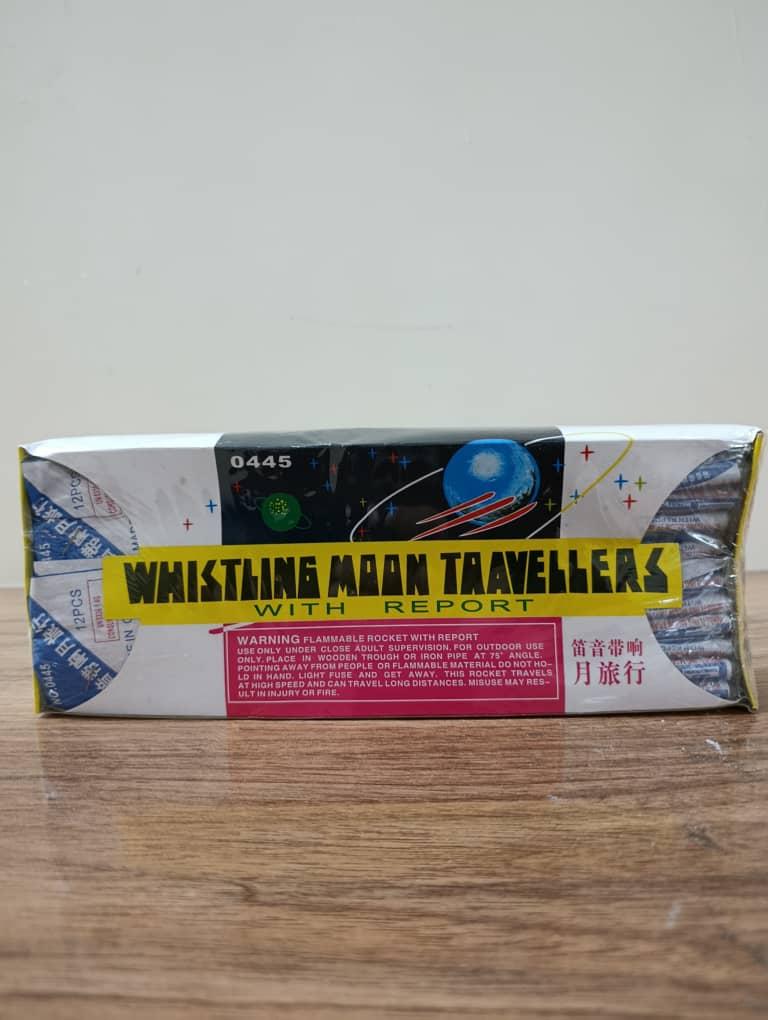 0445
WHISTLING MOON TRAVELLERS
WITH REPORT
WARNING FLAMMABLE ROCKET WITH REPORT
USE ONLY UNDER CLOSE ADULT SUPERVISION. FOR OUTDOOR USE
ONLY. PLACE IN WOODEN TROUGH OR IRON PIPE AT 75° ANGLE.
POINTING AWAY FROM PEOPLE OR FLAMMABLE MATERIAL DO NOT HO-
LD IN HAND. LIGHT FUSE AND GET AWAY. THIS ROCKET TRAVELS
AT HIGH SPEED AND CAN TRAVEL LONG DISTANCES. MISUSE MAY RES-
ULT IN INJURY OR FIRE.
笛音带响
月旅行
12PCS
12PCS
NO.0445